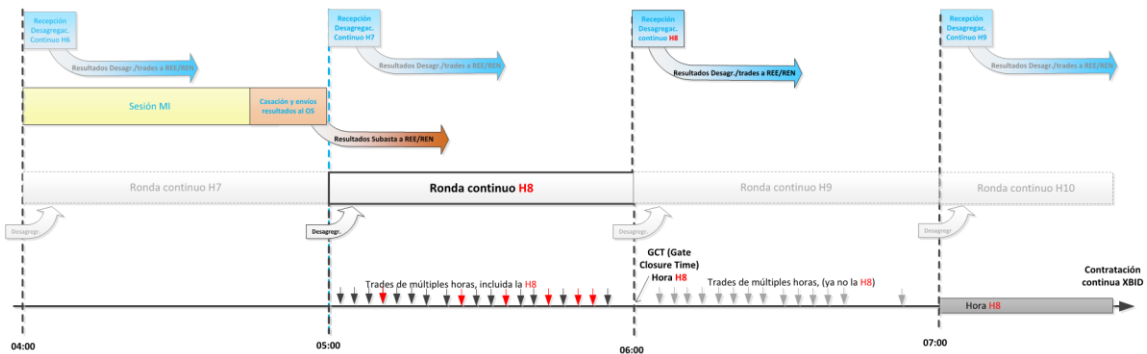 Recepción
Desagregac.
Continuo H6
Recepción
Desagregac.
Continuo H7
Recepción
Desagregac.
continuo H8
Recepción
Desagregac.
Continuo H9
Resultados Desagr./trades a REE/REN
Resultados Desagr./trades a REE/REN
Resultados Desagr./trades a REE/REN
Resultados Desagr./trades a REE/REN
Sesión MI
Casación y envíos
resultados al OS
Resultados Subasta a REE/REN
Ronda continuo H7
Ronda continuo H8
Ronda continuo H9
Ronda continuo H10
Desagregr.
Desagregr.
Desagregr.
Desagregr
GCT (Gate
Closure Time)
Hora H8
Trades de múltiples horas, incluida la H8
Trades de múltiples horas, (ya no la H8)
Contratación
continua XBID
Hora H8
04:00
05:00
06:00
07:00